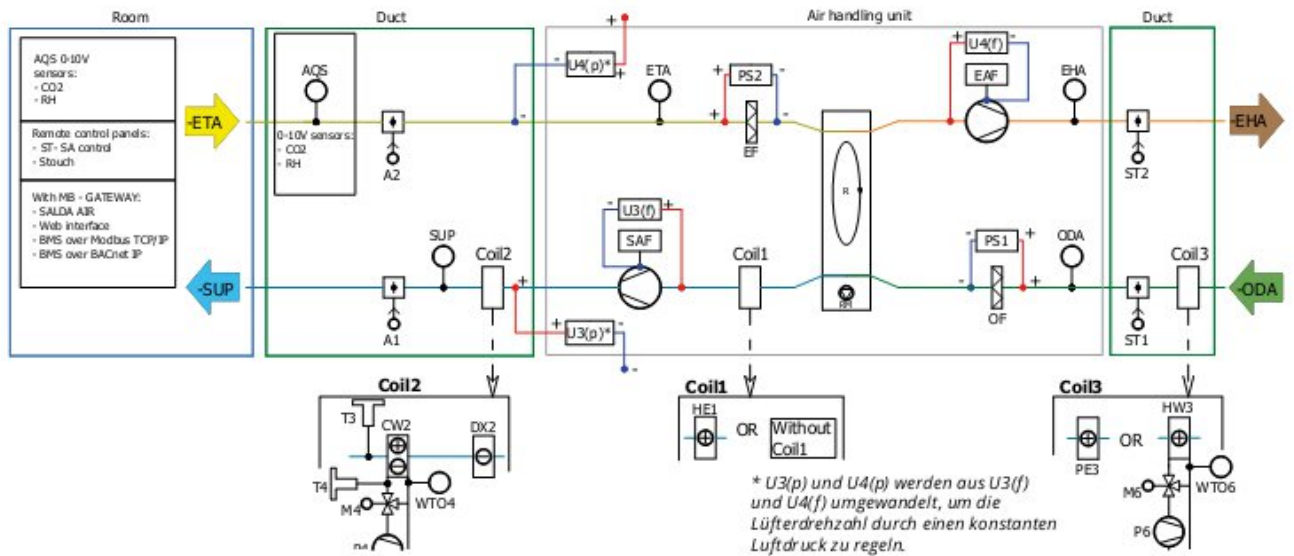 Room
Duct
Air handling unit
Duct
AQS 0-10V
sensors:
- CO2
- RH
Remote control panels:
- ST-SA control
- Stouch
With MB - GATEWAY:
- SALDA AIR
- Web interface
- BMS over Modbus TCP/IP
- BMS over BACnet IP
-ETA
-SUP
AQS
0-10V sensors:
- CO2
- RH
A2
+
- U4(p)*
+
-
ETA
+ PS2 -
+ -
EF
+ U4(f) -
EAF
EHA
ST2
-EHA
R
RH
SUP
Coil2
A1
+
+ U3(p)* -
-
- U3(f) +
SAF
Coil1
- PS1 +
- +
OF
ODA
ST1
Coil3
-ODA
Coil2
T3
CW2
DX2
T4
M4
WTO4
Coil1
HE1
OR
Without
Coil1
Coil3
HW3
OR
PE3
M6
WTO6
P6
* U3(p) und U4(p) werden aus U3(f)
und U4(f) umgewandelt, um die
Lüfterdrehzahl durch einen konstanten
Luftdruck zu regeln.